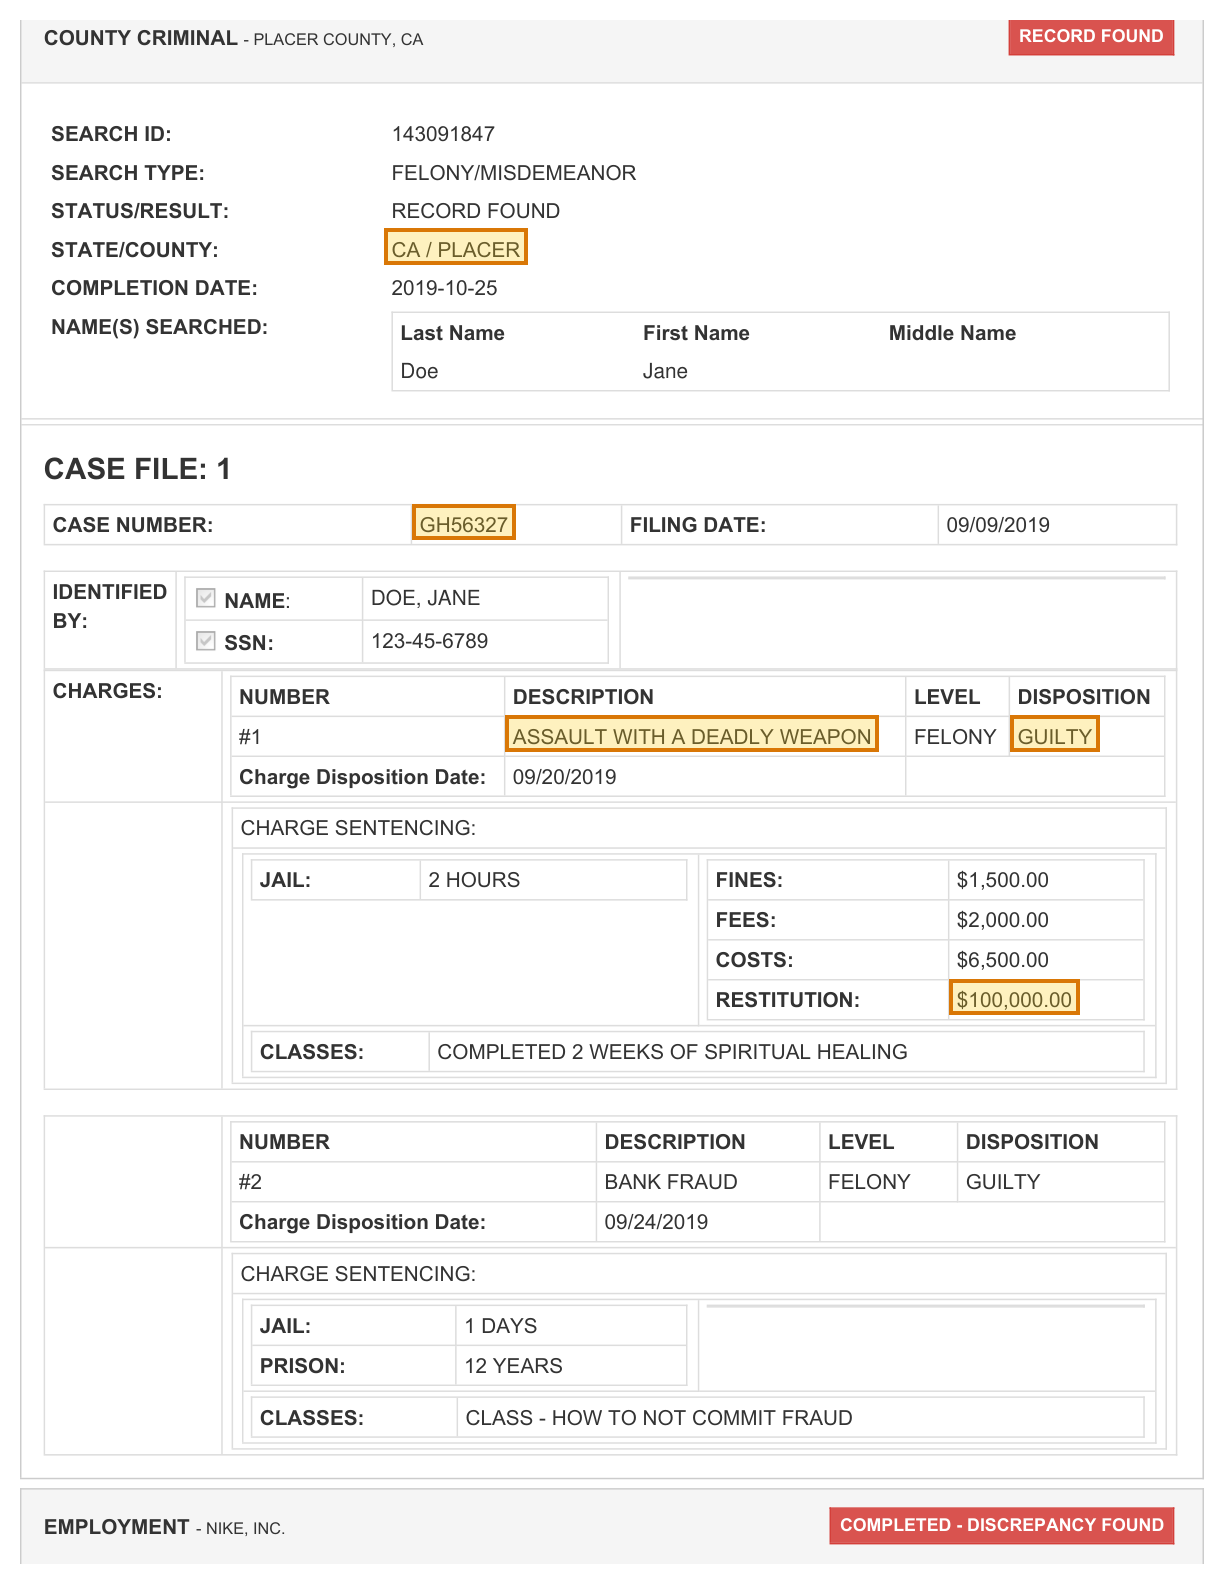 COUNTY CRIMINAL - PLACER COUNTY, CA RECORD FOUND
SEARCH ID: 143091847
SEARCH TYPE: FELONY/MISDEMEANOR
STATUS/RESULT: RECORD FOUND
STATE/COUNTY: CA / PLACER
COMPLETION DATE: 2019-10-25
NAME(S) SEARCHED: Last Name First Name Middle Name
Doe Jane
CASE FILE: 1
CASE NUMBER: GH56327 FILING DATE: 09/09/2019
IDENTIFIED BY: NAME: DOE, JANE
SSN: 123-45-6789
CHARGES: NUMBER DESCRIPTION LEVEL DISPOSITION
#1 ASSAULT WITH A DEADLY WEAPON FELONY GUILTY
Charge Disposition Date: 09/20/2019
CHARGE SENTENCING:
JAIL: 2 HOURS FINES: $1,500.00
FEES: $2,000.00
COSTS: $6,500.00
RESTITUTION: $100,000.00
CLASSES: COMPLETED 2 WEEKS OF SPIRITUAL HEALING
NUMBER DESCRIPTION LEVEL DISPOSITION
#2 BANK FRAUD FELONY GUILTY
Charge Disposition Date: 09/24/2019
CHARGE SENTENCING:
JAIL: 1 DAYS
PRISON: 12 YEARS
CLASSES: CLASS - HOW TO NOT COMMIT FRAUD
EMPLOYMENT - NIKE, INC. COMPLETED - DISCREPANCY FOUND